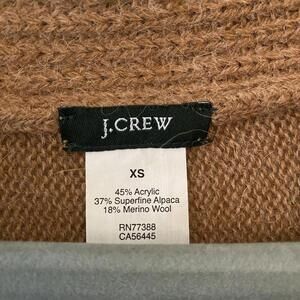 J.CREW
XS
45% Acrylic
37% Superfine Alpaca
18% Merino Wool
RN77388
CA56445